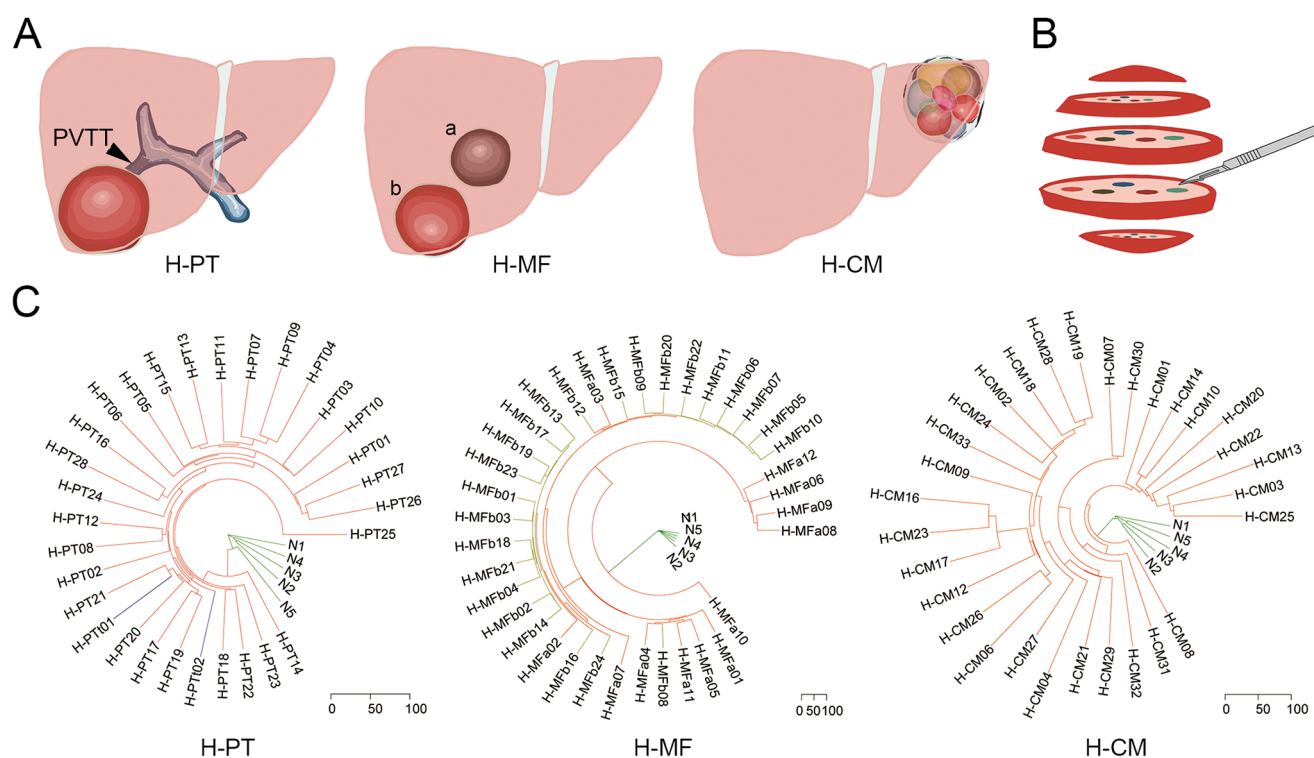 A
B
PVTT
a
b
H-PT
H-MF
H-CM
C
H-PT13
H-PT11
H-PT07
H-PT09
H-PT04
H-PT03
H-PT10
H-PT01
H-PT27
H-PT26
H-PT25
N1
N4
N3
N2
N5
H-PT14
H-PT23
H-PT22
H-PT18
H-PTt02
H-PT19
H-PT17
H-PT20
H-PTt01
H-PT21
H-PT02
H-PT08
H-PT12
H-PT24
H-PT28
H-PT16
H-PT06
H-PT05
H-PT15
0 50 100
H-PT
H-MFb20
H-MFb22
H-MFb11
H-MFb06
H-MFb07
H-MFb05
H-MFb10
H-MFa12
H-MFa06
H-MFa09
H-MFa08
N1
N5
N4
N3
N2
H-MFa10
H-MFa01
H-MFa05
H-MFa11
H-MFb08
H-MFa04
H-MFa07
H-MFb24
H-MFb16
H-MFa02
H-MFb14
H-MFb02
H-MFb04
H-MFb21
H-MFb18
H-MFb03
H-MFb01
H-MFb23
H-MFb19
H-MFb17
H-MFb13
H-MFb12
H-MFa03
H-MFb15
H-MFb09
0 50 100
H-MF
H-CM07
H-CM30
H-CM01
H-CM14
H-CM10
H-CM20
H-CM22
H-CM13
H-CM03
H-CM25
N1
N5
N4
N3
N2
H-CM08
H-CM31
H-CM32
H-CM29
H-CM21
H-CM04
H-CM27
H-CM06
H-CM26
H-CM12
H-CM17
H-CM23
H-CM16
H-CM09
H-CM33
H-CM24
H-CM02
H-CM18
H-CM28
H-CM19
0 50 100
H-CM